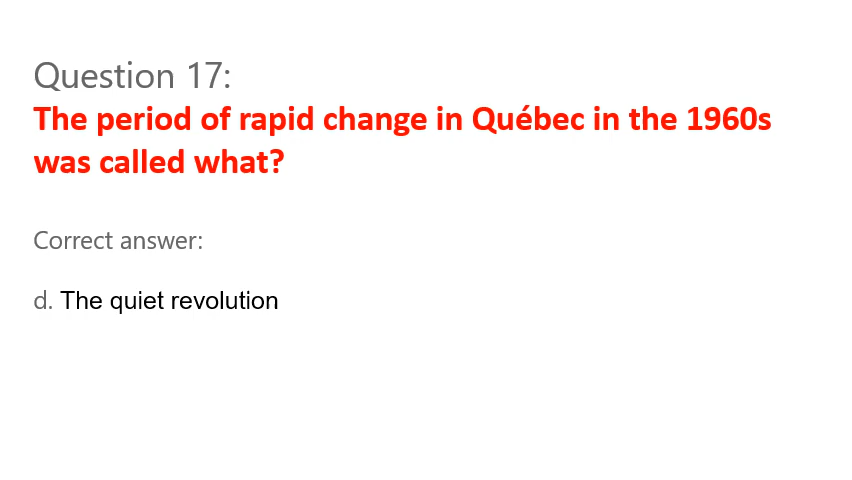 Question 17:
The period of rapid change in Québec in the 1960s
was called what?
Correct answer:
d. The quiet revolution